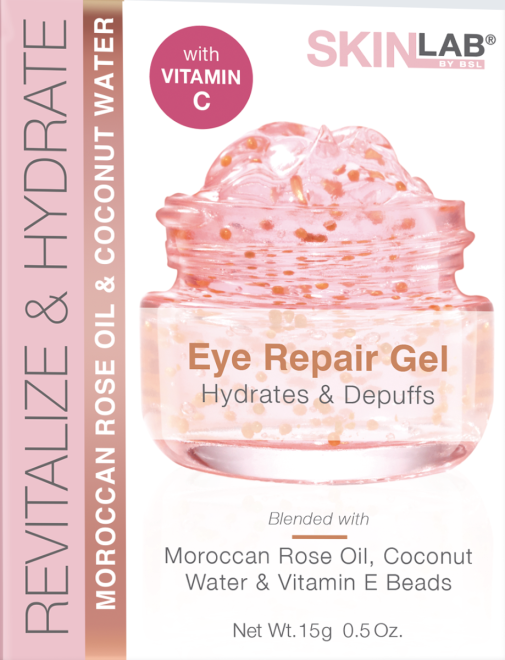 REVITALIZE & HYDRATE
MOROCCAN ROSE OIL & COCONUT WATER
with
VITAMIN
C
SKINLAB®
BY BSL
Eye Repair Gel
Hydrates & Depuffs
Blended with
Moroccan Rose Oil, Coconut
Water & Vitamin E Beads
Net Wt.15g 0.5 Oz.